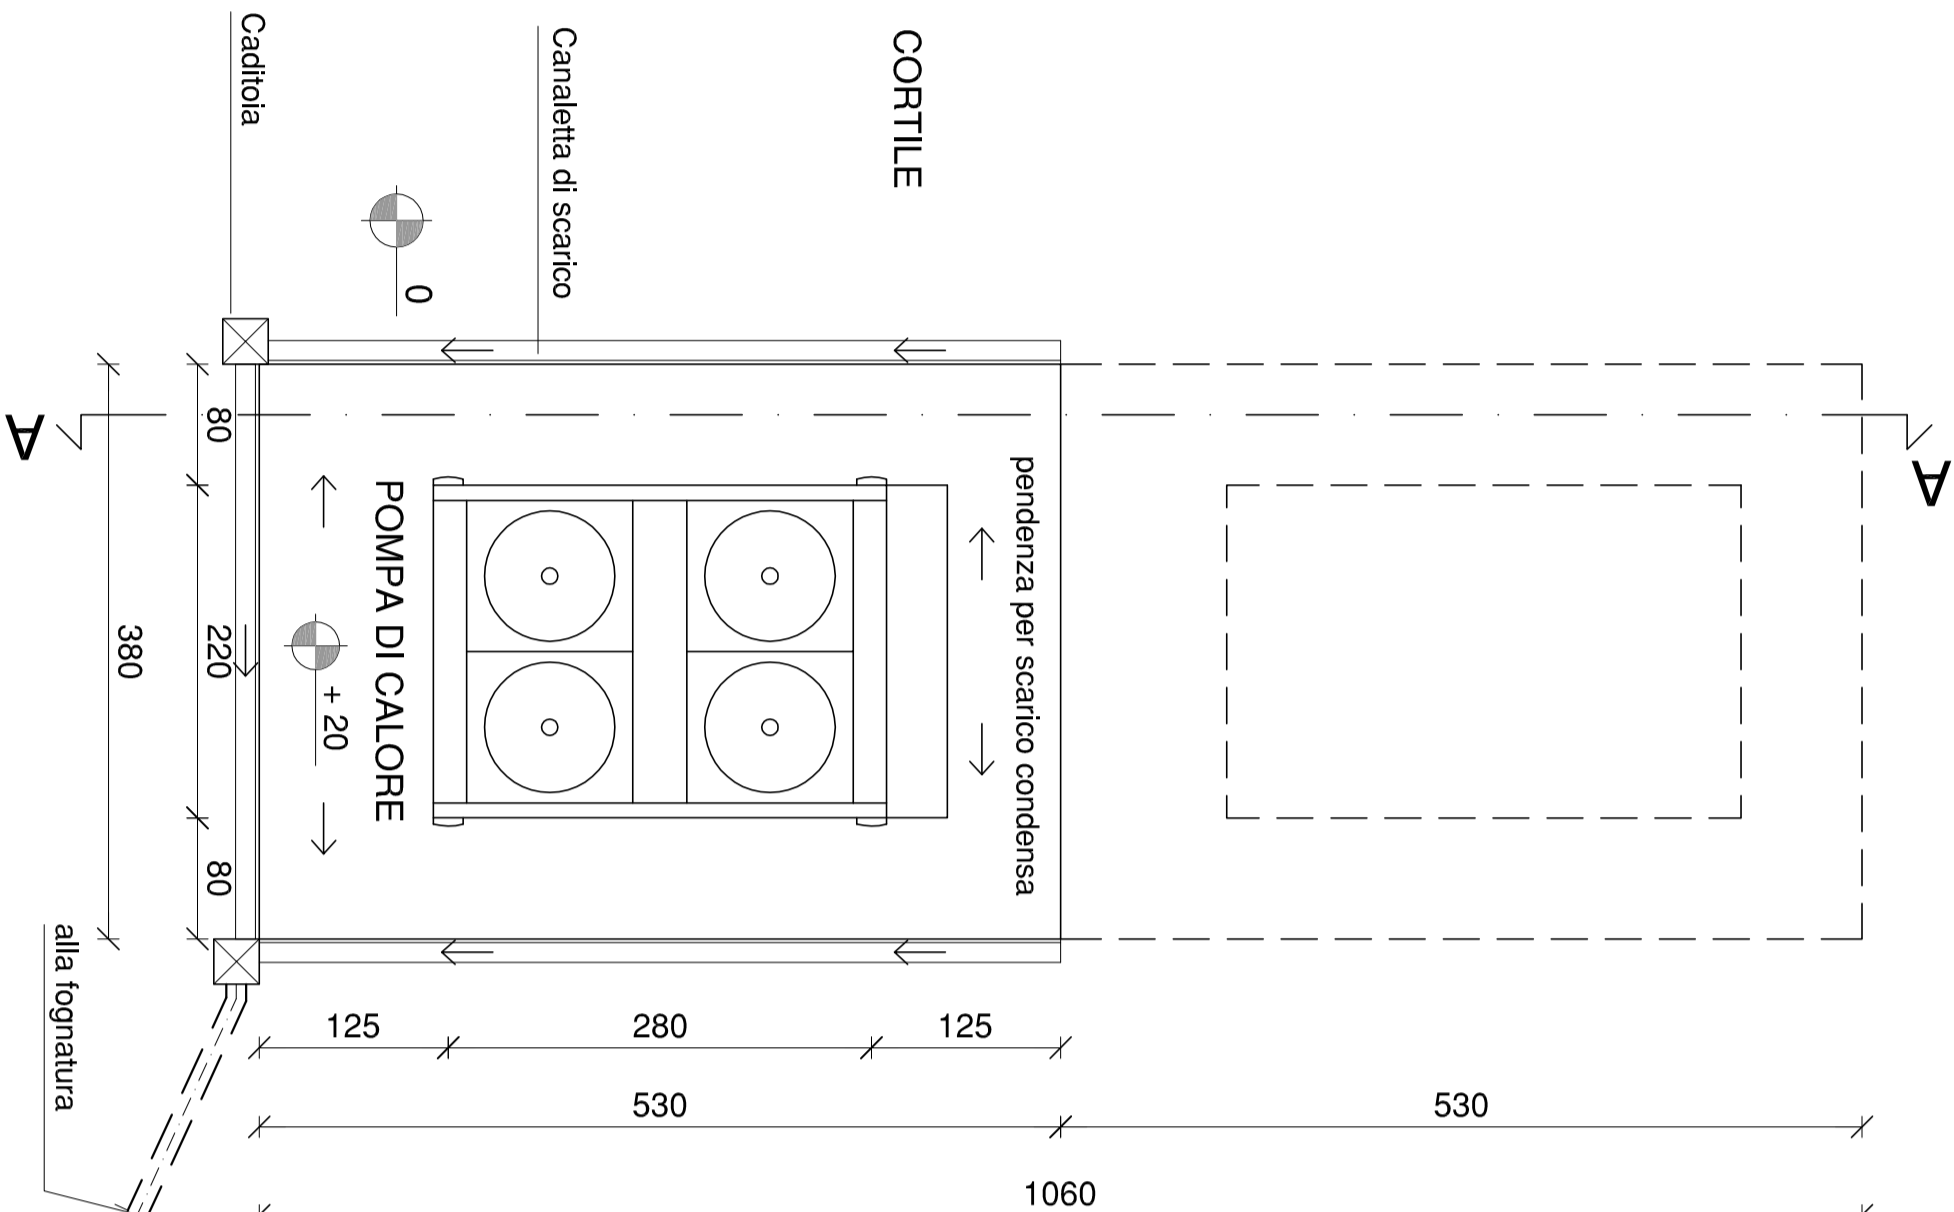 CORTILE
Canaletta di scarico
Caditoia
0
A
A
pendenza per scarico condensa
POMPA DI CALORE
+ 20
80
220
80
380
alla fognatura
125
280
125
530
530
1060